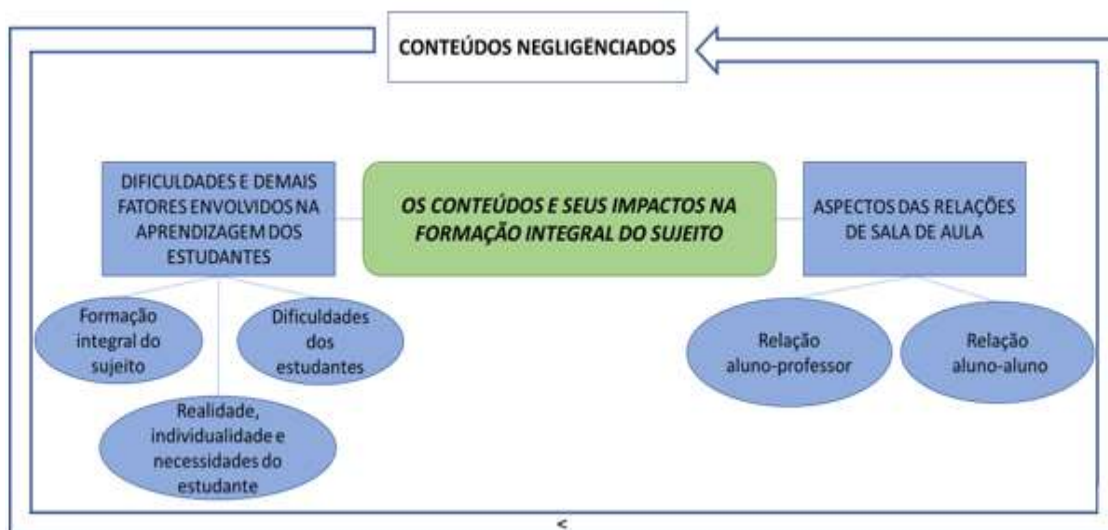 CONTEÚDOS NEGLIGÊNCIADOS
DIFICULDADES E DEMAIS
FATORES ENVOLVIDOS NA
APRENDIZAGEM DOS
ESTUDANTES
OS CONTEÚDOS E SEUS IMPACTOS NA
FORMAÇÃO INTEGRAL DO SUJEITO
ASPECTOS DAS RELAÇÕES
DE SALA DE AULA
Formação
integral do
sujeito
Dificuldades
dos
estudantes
Realidade,
individualidade e
necessidades do
estudante
Relação
aluno-professor
Relação
aluno-aluno
<